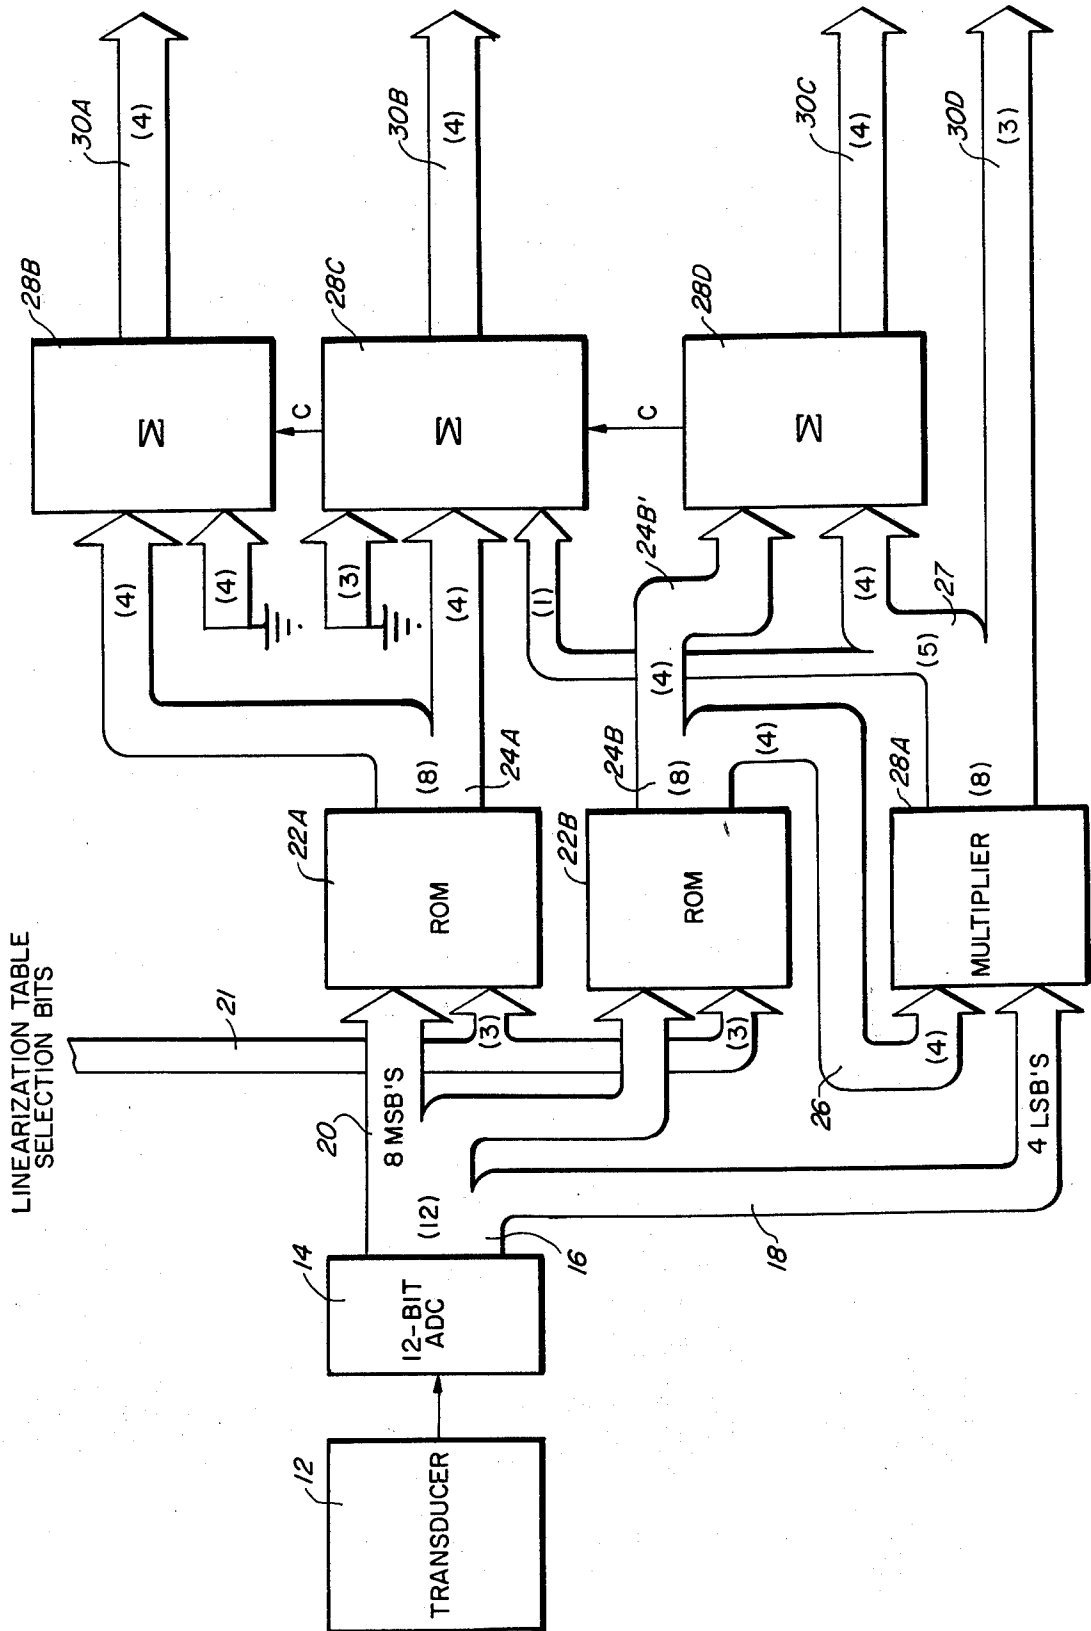 LINEARIZATION TABLE
SELECTION BITS
21
12
TRANSDUCER
14
12-BIT
ADC
16
(12)
20
8 MSB'S
18
4 LSB'S
(3)
(3)
22A
ROM
22B
ROM
26
(4)
MULTIPLIER
28A
(8)
24A
(8)
24B
(8)
(4)
(4)
24B'
(5)
27
(4)
(4)
(3)
(4)
(1)
(4)
28B
Σ
C
28C
Σ
C
28D
Σ
30A
(4)
30B
(4)
30C
(4)
30D
(3)